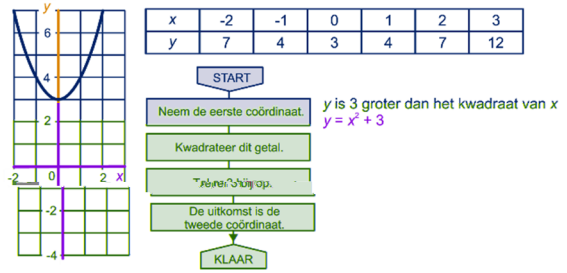 y
6
4
2
-2 0 2 x
-2
-4
x -2 -1 0 1 2 3
y 7 4 3 4 7 12
START
Neem de eerste coördinaat.
Kwadrateer dit getal.
op.
De uitkomst is de
tweede coördinaat.
KLAAR
y is 3 groter dan het kwadraat van x
y = x² + 3